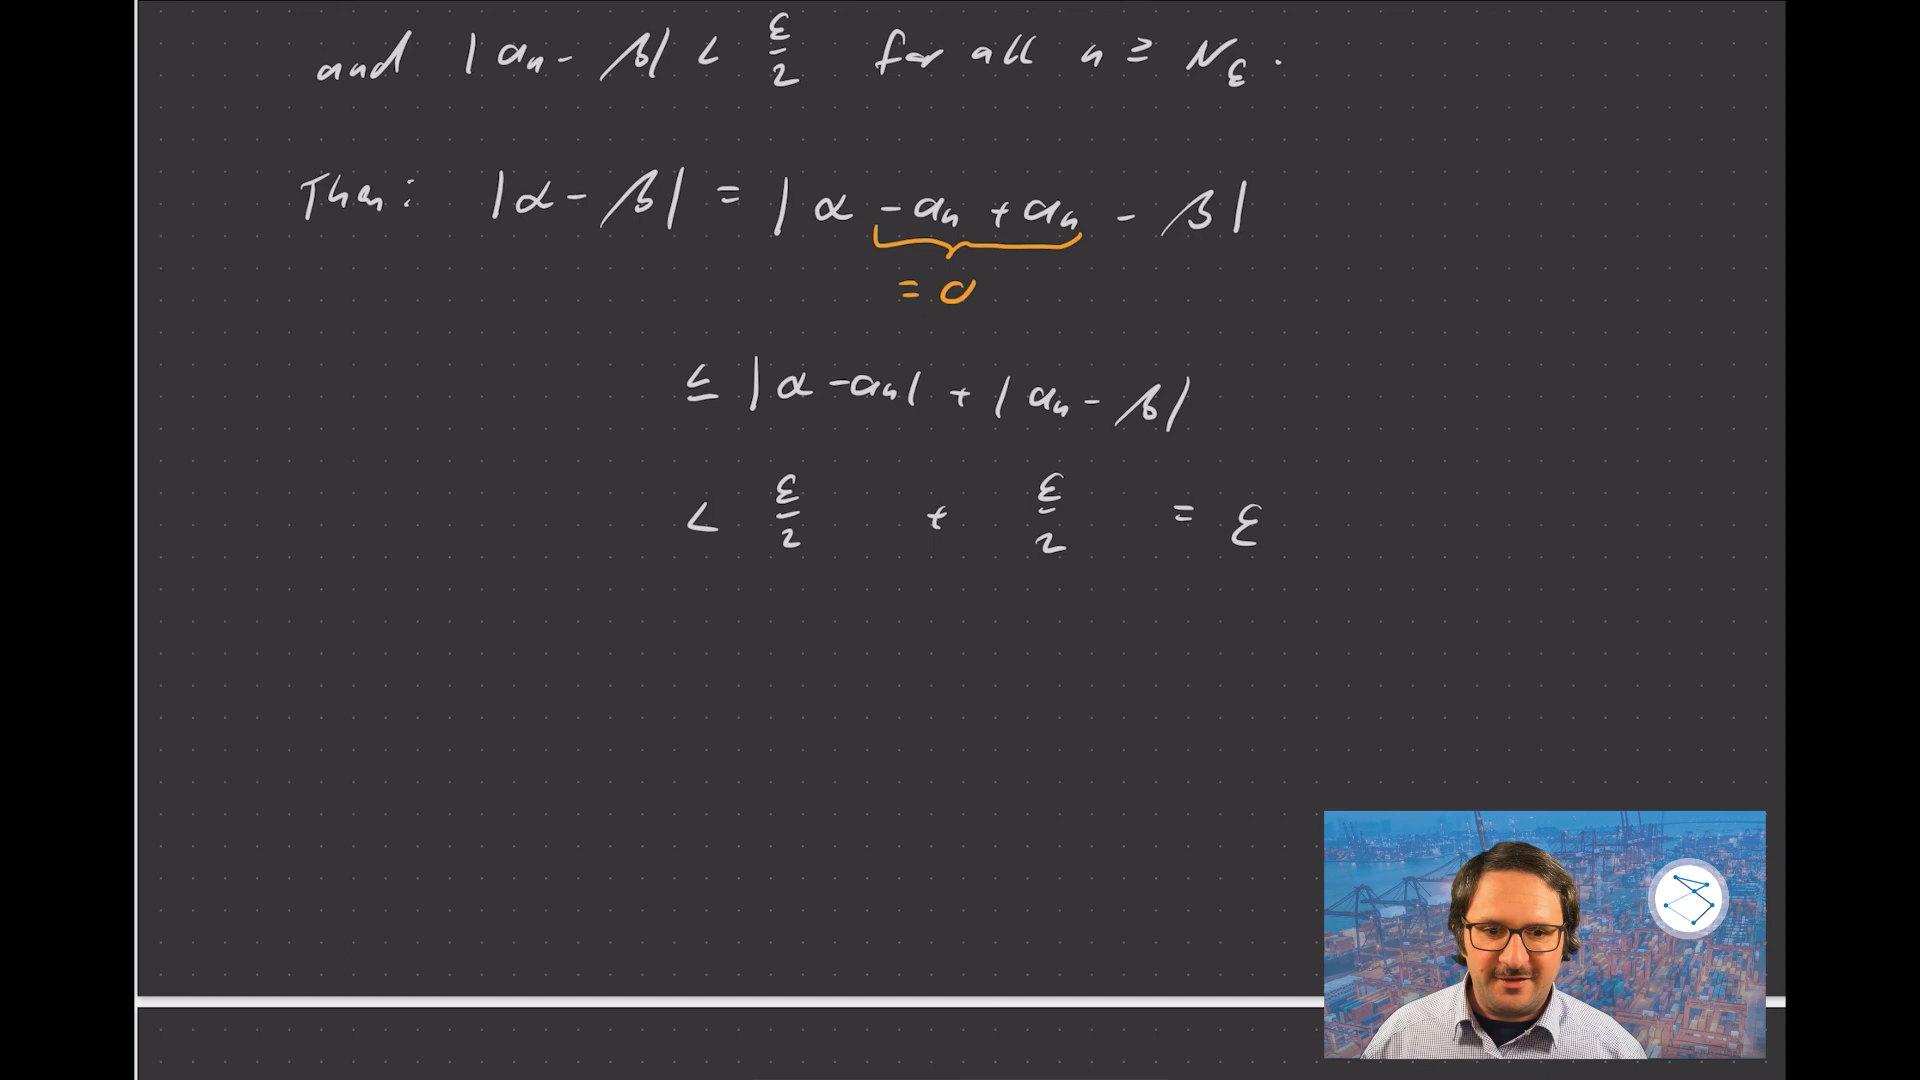 and |aₙ - β| < ε/2 for all n ≥ N_ε.
Then: |α - β| = |α - aₙ + aₙ - β|
= 0
≤ |α - aₙ| + |aₙ - β|
< ε/2 + ε/2 = ε